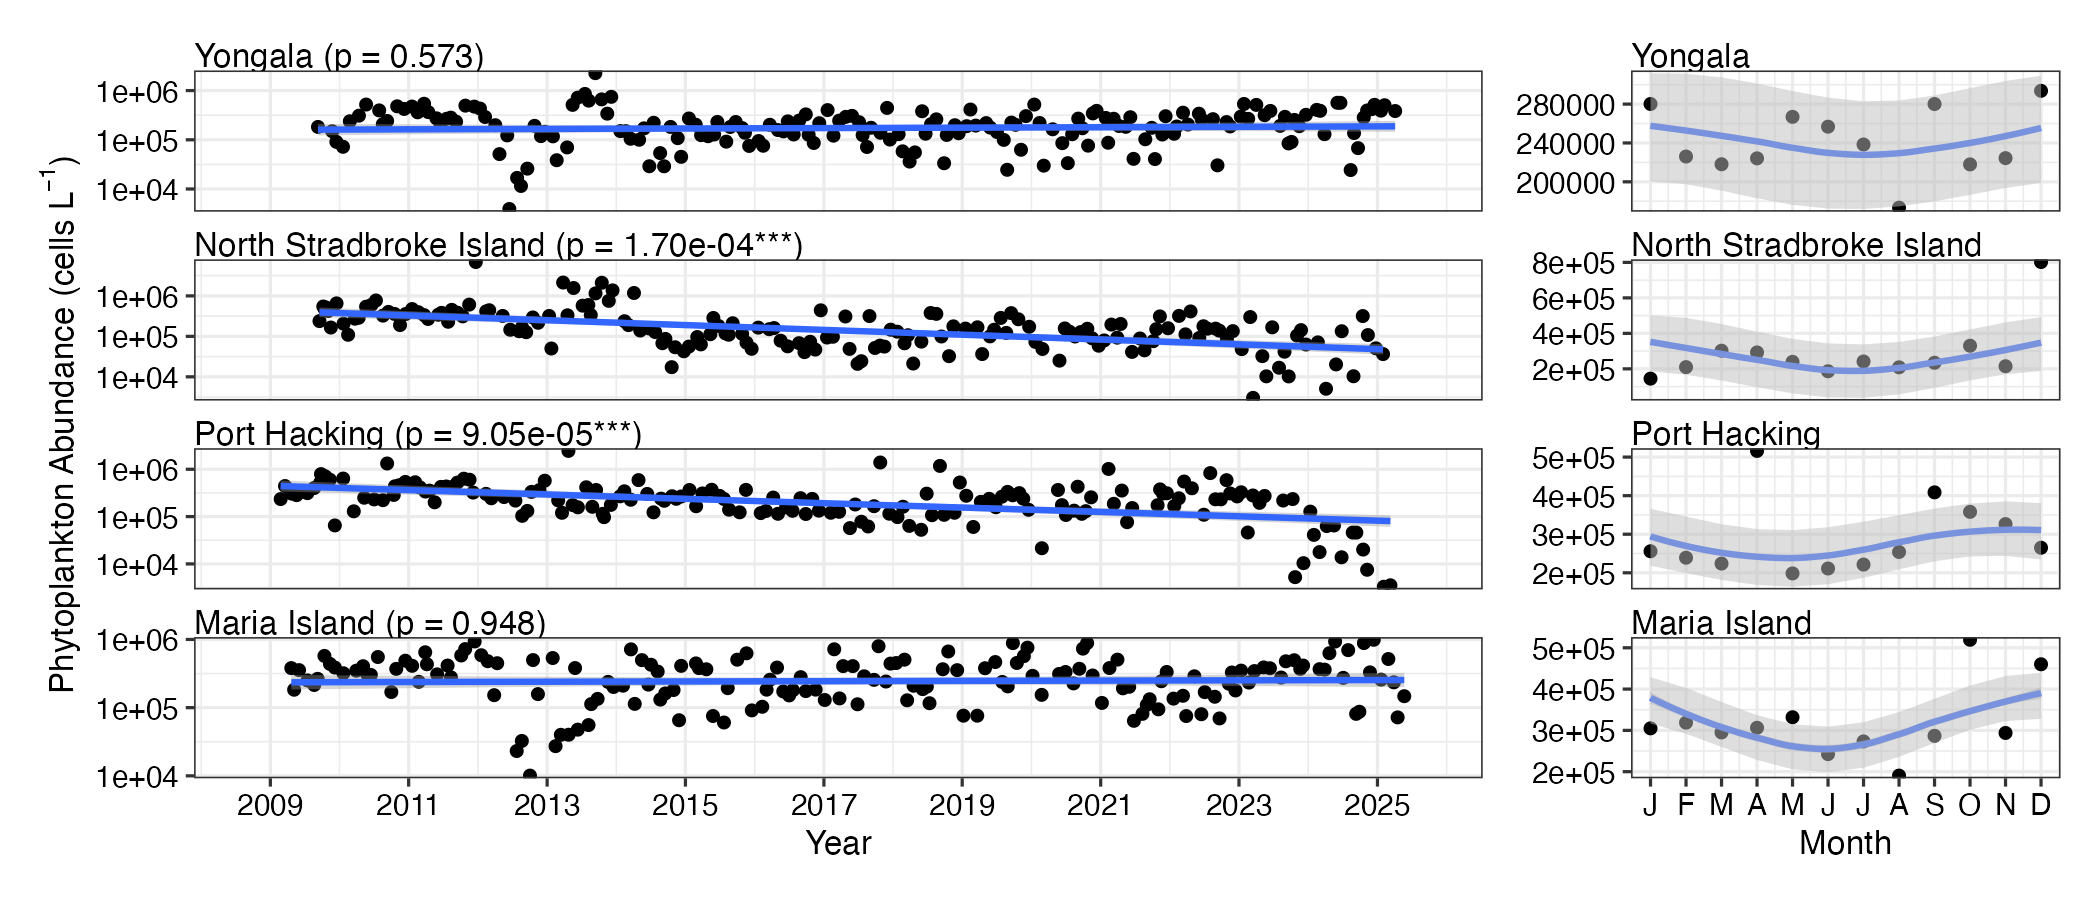 Yongala (p = 0.573)
Yongala
1e+06
1e+05
1e+04
280000
240000
200000
North Stradbroke Island (p = 1.70e-04***)
North Stradbroke Island
1e+06
1e+05
1e+04
8e+05
6e+05
4e+05
2e+05
Port Hacking (p = 9.05e-05***)
Port Hacking
1e+06
1e+05
1e+04
5e+05
4e+05
3e+05
2e+05
Maria Island (p = 0.948)
Maria Island
1e+06
1e+05
1e+04
5e+05
4e+05
3e+05
2e+05
2009 2011 2013 2015 2017 2019 2021 2023 2025
J F M A M J J A S O N D
Year
Month
Phytoplankton Abundance (cells L⁻¹)